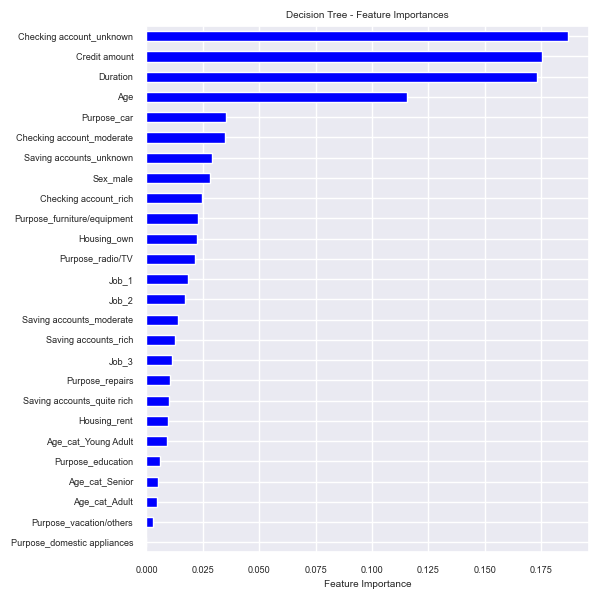 Decision Tree - Feature Importances
Checking account_unknown
Credit amount
Duration
Age
Purpose_car
Checking account_moderate
Saving accounts_unknown
Sex_male
Checking account_rich
Purpose_furniture/equipment
Housing_own
Purpose_radio/TV
Job_1
Job_2
Saving accounts_moderate
Saving accounts_rich
Job_3
Purpose_repairs
Saving accounts_quite rich
Housing_rent
Age_cat_Young Adult
Purpose_education
Age_cat_Senior
Age_cat_Adult
Purpose_vacation/others
Purpose_domestic appliances
0.000 0.025 0.050 0.075 0.100 0.125 0.150 0.175
Feature Importance